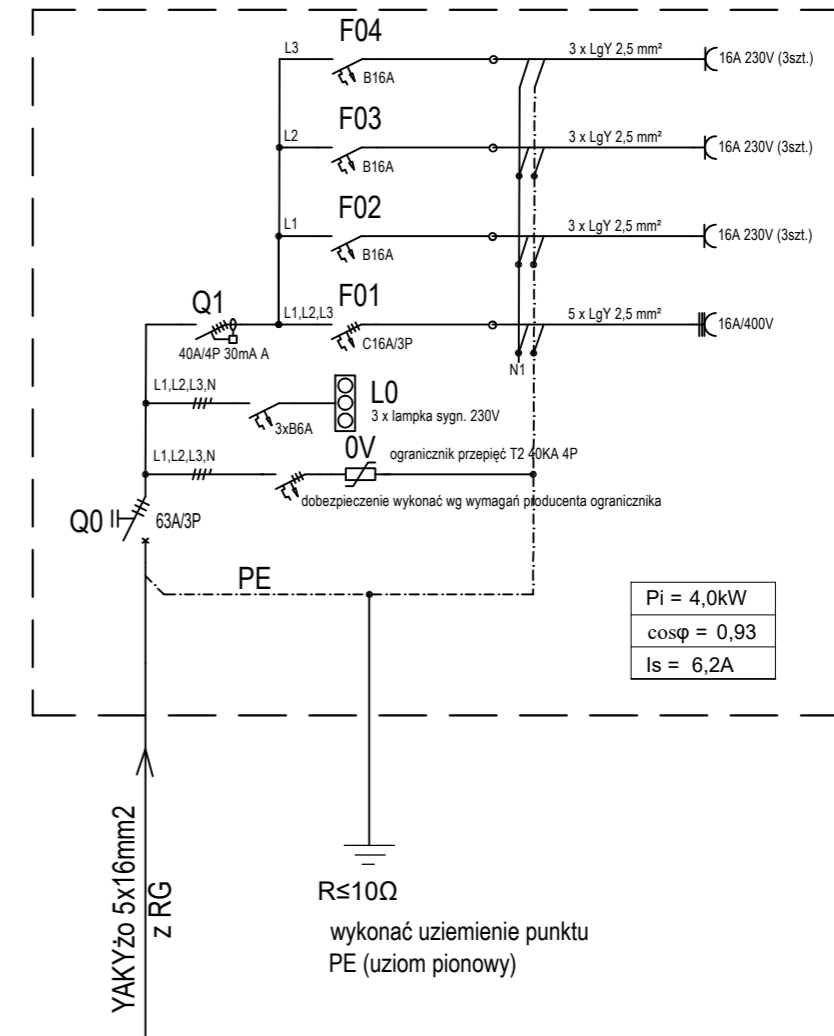 F04
L3
B16A
3 x LgY 2,5 mm²
16A 230V (3szt.)
F03
L2
B16A
3 x LgY 2,5 mm²
16A 230V (3szt.)
F02
L1
B16A
3 x LgY 2,5 mm²
16A 230V (3szt.)
Q1
40A/4P 30mA A
L1,L2,L3
F01
C16A/3P
5 x LgY 2,5 mm²
16A/400V
N1
L1,L2,L3,N
3xB6A
L0
3 x lampka sygn. 230V
L1,L2,L3,N
0V
ogranicznik przepięć T2 40KA 4P
dobezpieczenie wykonać wg wymagań producenta ogranicznika
Q0
63A/3P
PE
Pi = 4,0kW
cosφ = 0,93
Is = 6,2A
YAKYżo 5x16mm2
z RG
R≤10Ω
wykonać uziemienie punktu
PE (uziom pionowy)